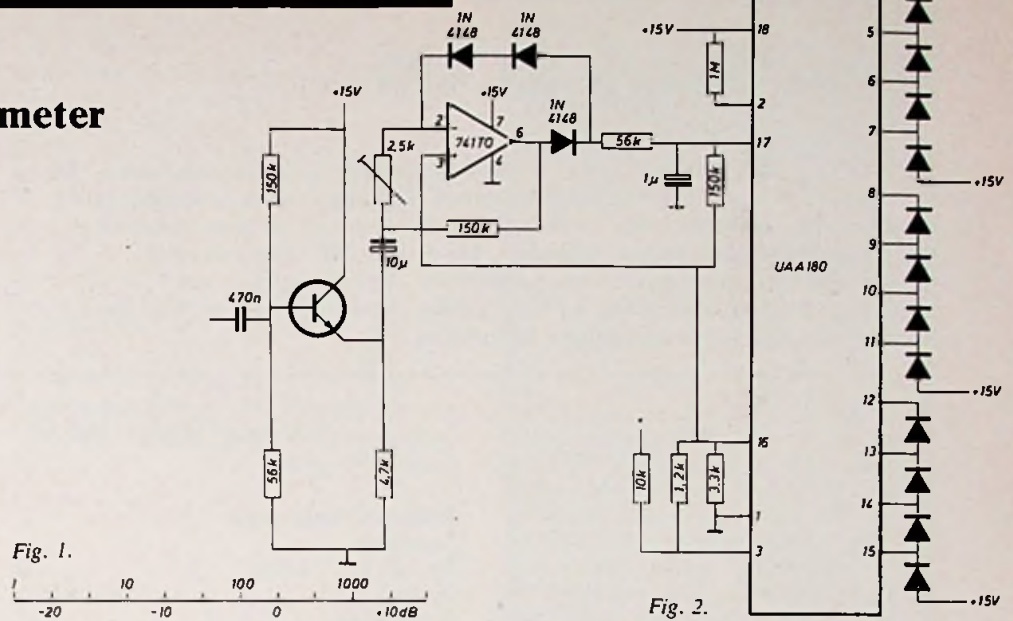 meter
1N
4148
1N
4148
+15V
18
5
1M
6
2
+15V
2
7
1N
4148
7
2,5k
741TO
6
56k
17
150k
3
4
1µ
150k
+15V
8
150k
10µ
9
UAA180
470n
10
11
+15V
12
16
13
56k
4,7k
10k
1,2k
3.3k
14
1
3
15
Fig. 1.
1 10 100 1000
-20 -10 0 +10dB
Fig. 2.
+15V